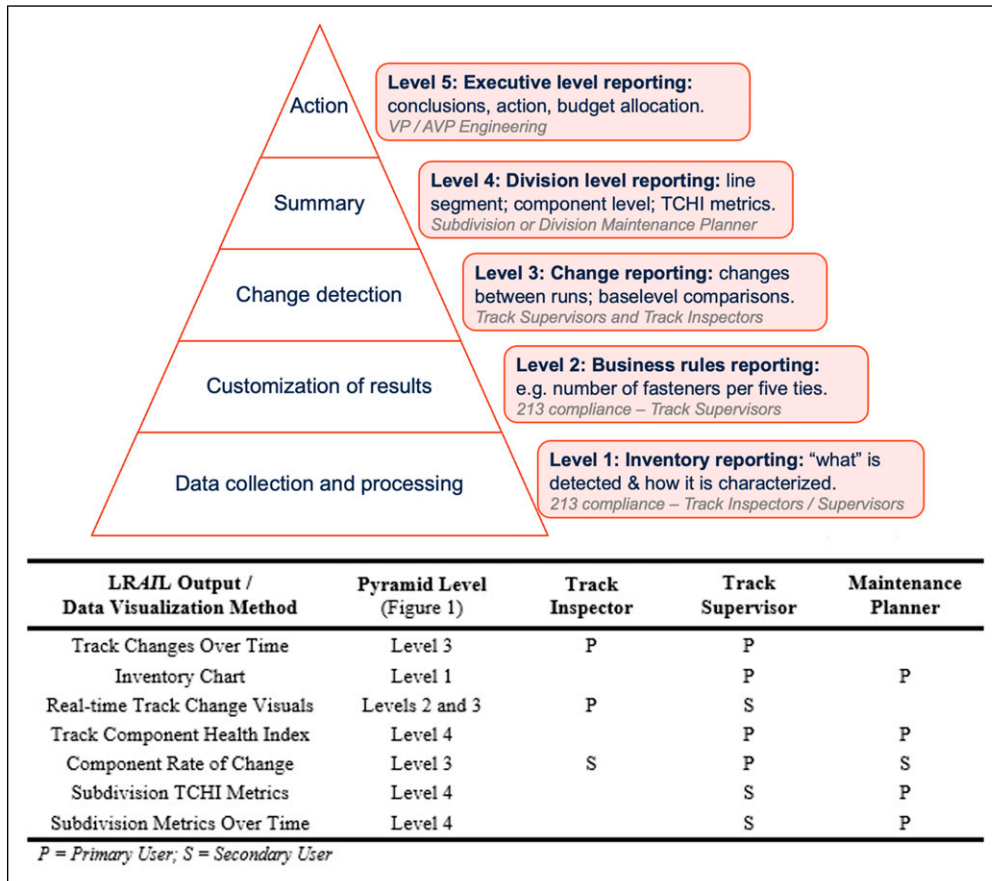 Action
Level 5: Executive level reporting:
conclusions, action, budget allocation.
VP / AVP Engineering
Summary
Level 4: Division level reporting: line
segment; component level; TCHI metrics.
Subdivision or Division Maintenance Planner
Change detection
Level 3: Change reporting: changes
between runs; baselevel comparisons.
Track Supervisors and Track Inspectors
Customization of results
Level 2: Business rules reporting:
e.g. number of fasteners per five ties.
213 compliance – Track Supervisors
Data collection and processing
Level 1: Inventory reporting: “what” is
detected & how it is characterized.
213 compliance – Track Inspectors / Supervisors
LRAIL Output / Pyramid Level Track Track Maintenance
Data Visualization Method (Figure 1) Inspector Supervisor Planner
Track Changes Over Time Level 3 P P
Inventory Chart Level 1 P P
Real-time Track Change Visuals Levels 2 and 3 P S
Track Component Health Index Level 4 P P
Component Rate of Change Level 3 S P S
Subdivision TCHI Metrics Level 4 S P
Subdivision Metrics Over Time Level 4 S P
P = Primary User; S = Secondary User